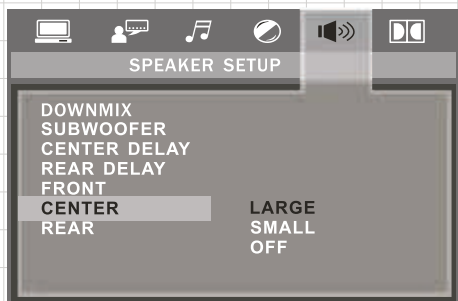 SPEAKER SETUP
DOWNMIX
SUBWOOFER
CENTER DELAY
REAR DELAY
FRONT
CENTER LARGE
REAR SMALL
OFF